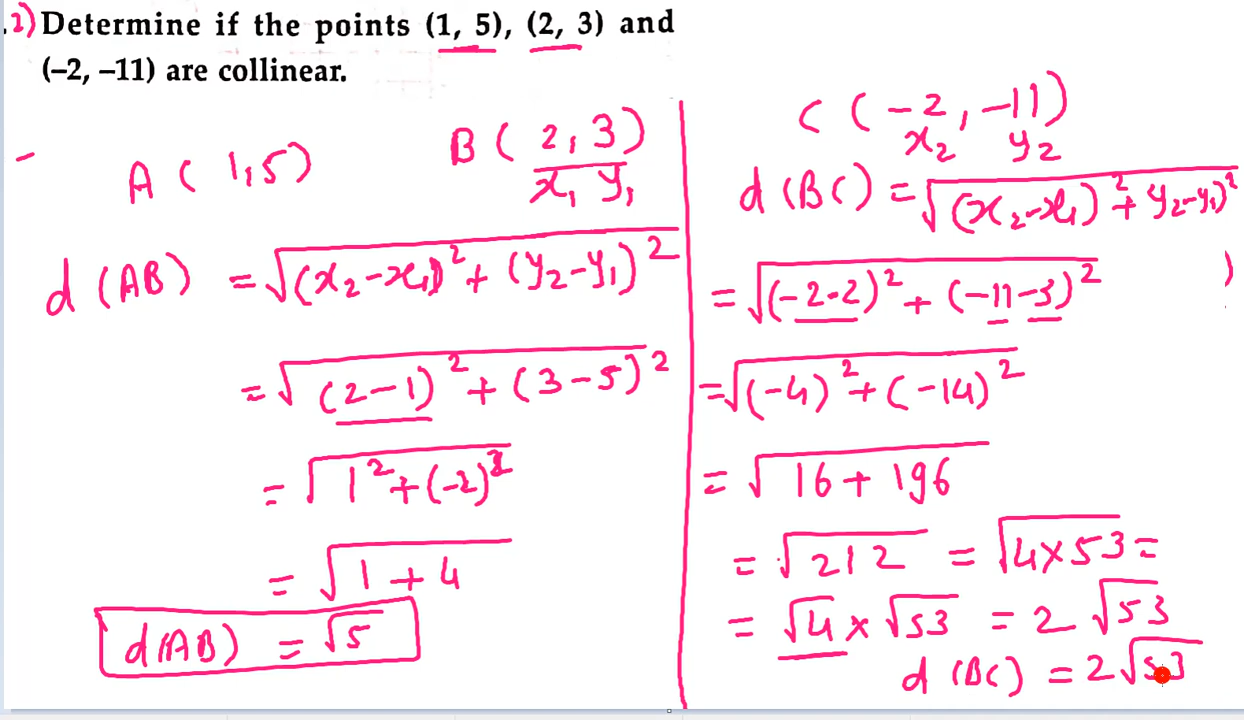 2) Determine if the points (1, 5), (2, 3) and
(–2, –11) are collinear.
A ( 1,5)
B ( 2, 3)
x₁ y₁
d (AB) = √(x₂-x₁)² + (y₂-y₁)²
= √(2-1)² + (3-5)²
= √1² + (-2)²
= √1 + 4
d(AB) = √5
C ( -2, -11)
x₂ y₂
d (BC) = √(x₂-x₁)² + y₂-y₁)²
= √(-2-2)² + (-11-3)²
= √(-4)² + (-14)²
= √16 + 196
= √212 = √4×53 =
= √4 × √53 = 2 √53
d (BC) = 2√53